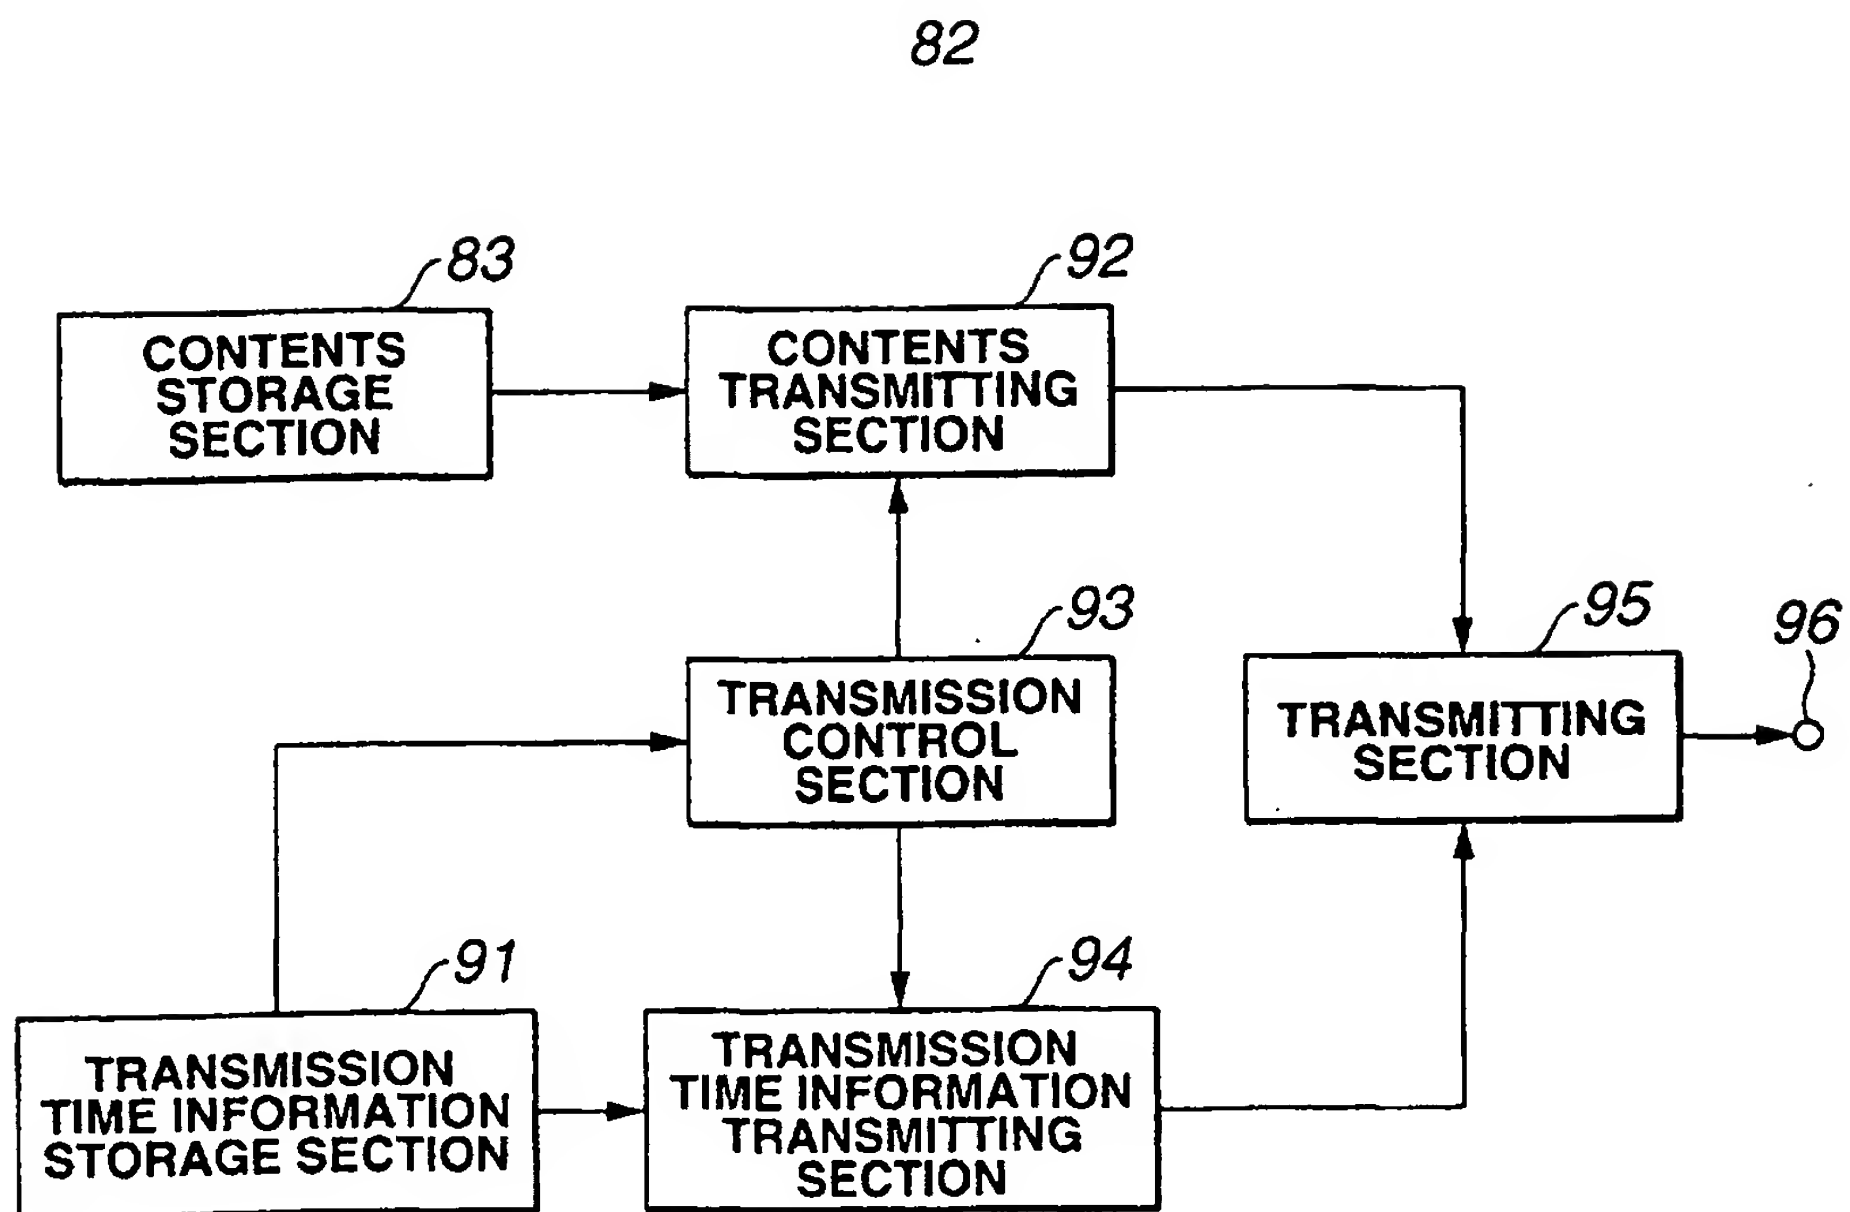 82
83
CONTENTS
STORAGE
SECTION
92
CONTENTS
TRANSMITTING
SECTION
93
TRANSMISSION
CONTROL
SECTION
95
TRANSMITTING
SECTION
96
91
TRANSMISSION
TIME INFORMATION
STORAGE SECTION
94
TRANSMISSION
TIME INFORMATION
TRANSMITTING
SECTION